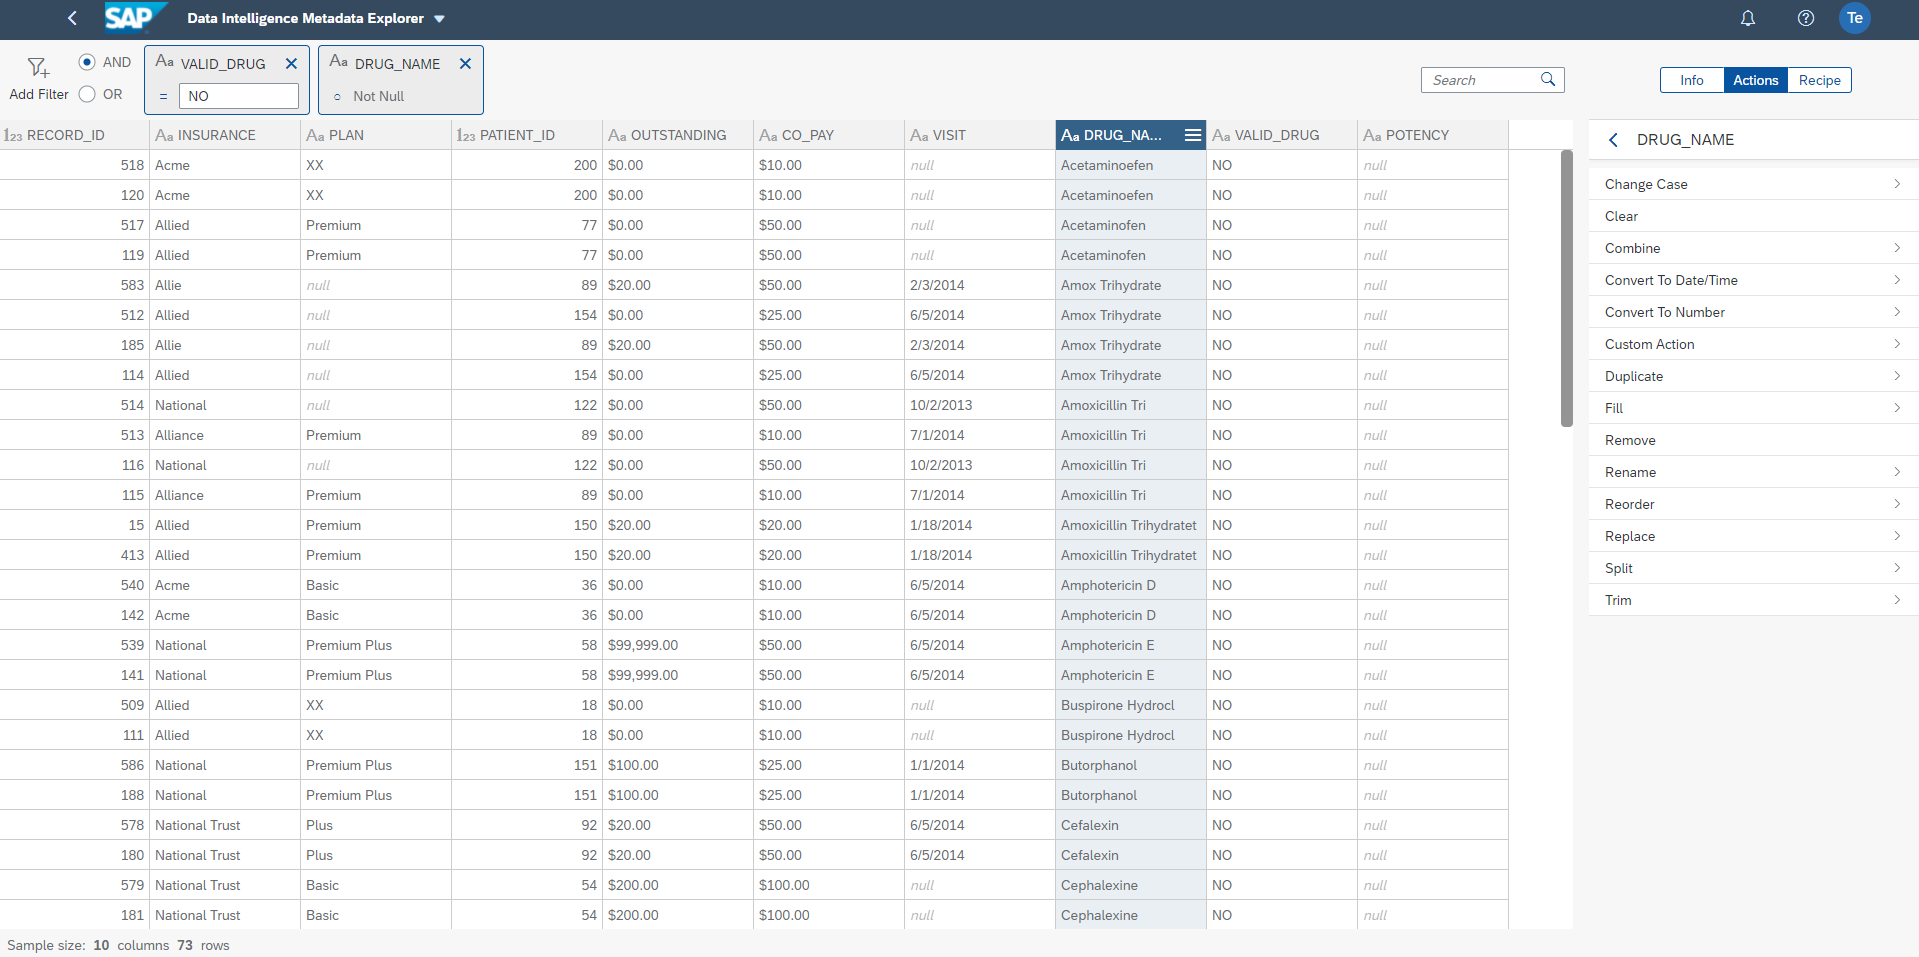 SAP Data Intelligence Metadata Explorer Te
Add Filter AND OR
Aa VALID_DRUG
= NO
Aa DRUG_NAME
Not Null
Search
Info Actions Recipe
123 RECORD_ID Aa INSURANCE Aa PLAN 123 PATIENT_ID Aa OUTSTANDING Aa CO_PAY Aa VISIT Aa DRUG_NA... Aa VALID_DRUG Aa POTENCY
518 Acme XX 200 $0.00 $10.00 null Acetaminoefen NO null
120 Acme XX 200 $0.00 $10.00 null Acetaminoefen NO null
517 Allied Premium 77 $0.00 $50.00 null Acetaminofen NO null
119 Allied Premium 77 $0.00 $50.00 null Acetaminofen NO null
583 Allie null 89 $20.00 $50.00 2/3/2014 Amox Trihydrate NO null
512 Allied null 154 $0.00 $25.00 6/5/2014 Amox Trihydrate NO null
185 Allie null 89 $20.00 $50.00 2/3/2014 Amox Trihydrate NO null
114 Allied null 154 $0.00 $25.00 6/5/2014 Amox Trihydrate NO null
514 National null 122 $0.00 $50.00 10/2/2013 Amoxicillin Tri NO null
513 Alliance Premium 89 $0.00 $10.00 7/1/2014 Amoxicillin Tri NO null
116 National null 122 $0.00 $50.00 10/2/2013 Amoxicillin Tri NO null
115 Alliance Premium 89 $0.00 $10.00 7/1/2014 Amoxicillin Tri NO null
15 Allied Premium 150 $20.00 $20.00 1/18/2014 Amoxicillin Trihydratet NO null
413 Allied Premium 150 $20.00 $20.00 1/18/2014 Amoxicillin Trihydratet NO null
540 Acme Basic 36 $0.00 $10.00 6/5/2014 Amphotericin D NO null
142 Acme Basic 36 $0.00 $10.00 6/5/2014 Amphotericin D NO null
539 National Premium Plus 58 $99,999.00 $50.00 6/5/2014 Amphotericin E NO null
141 National Premium Plus 58 $99,999.00 $50.00 6/5/2014 Amphotericin E NO null
509 Allied XX 18 $0.00 $10.00 null Buspirone Hydrocl NO null
111 Allied XX 18 $0.00 $10.00 null Buspirone Hydrocl NO null
586 National Premium Plus 151 $100.00 $25.00 1/1/2014 Butorphanol NO null
188 National Premium Plus 151 $100.00 $25.00 1/1/2014 Butorphanol NO null
578 National Trust Plus 92 $20.00 $50.00 6/5/2014 Cefalexin NO null
180 National Trust Plus 92 $20.00 $50.00 6/5/2014 Cefalexin NO null
579 National Trust Basic 54 $200.00 $100.00 null Cephalexine NO null
181 National Trust Basic 54 $200.00 $100.00 null Cephalexine NO null
DRUG_NAME
Change Case
Clear
Combine
Convert To Date/Time
Convert To Number
Custom Action
Duplicate
Fill
Remove
Rename
Reorder
Replace
Split
Trim
Sample size: 10 columns 73 rows